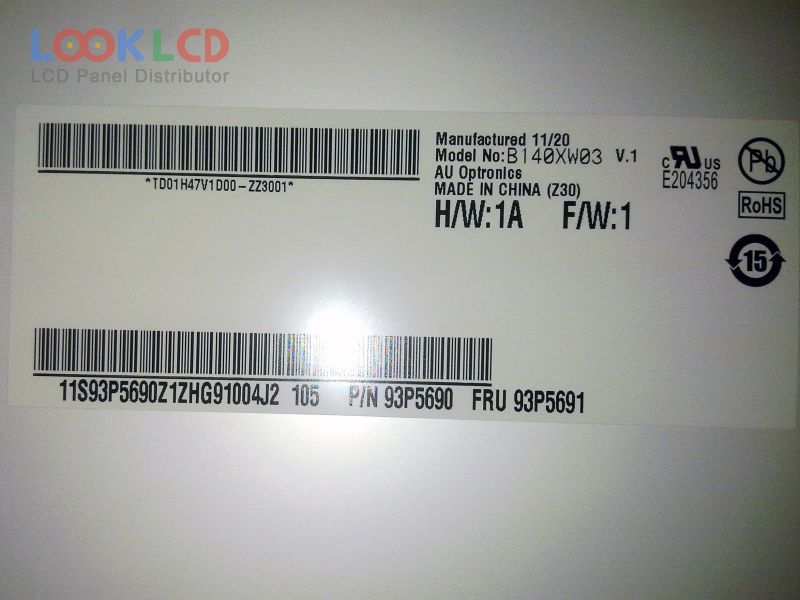 LOOKLCD
LCD Panel Distributor
Manufactured 11/20
Model No:B140XW03 V.1
AU Optronics
MADE IN CHINA (Z30)
H/W:1A F/W:1
*TD01H47V1D00-ZZ3001*
c RU US
E204356
Pb
RoHS
15
11S93P5690Z1ZHG91004J2 105 P/N 93P5690 FRU 93P5691